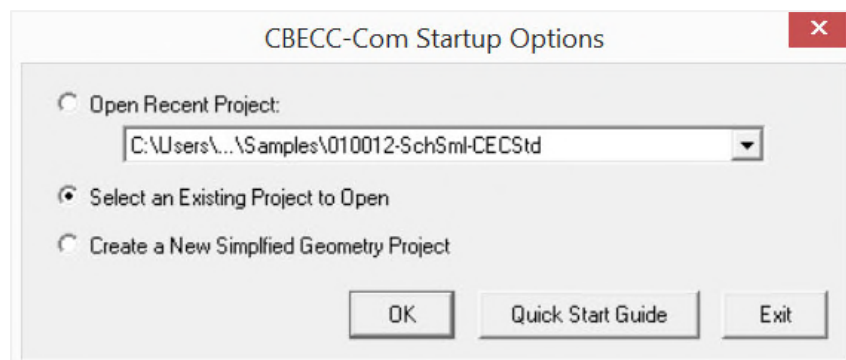 CBECC-Com Startup Options
Open Recent Project:
C:\Users\...\Samples\010012-SchSml-CECStd
Select an Existing Project to Open
Create a New Simplfied Geometry Project
OK Quick Start Guide Exit